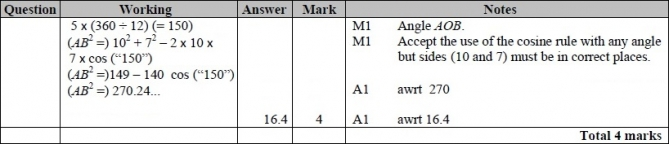 Question Working Answer Mark Notes
5 x (360 ÷ 12) (= 150) M1 Angle AOB.
(AB² =) 10² + 7² – 2 x 10 x M1 Accept the use of the cosine rule with any angle
7 x cos (“150”) but sides (10 and 7) must be in correct places.
(AB² =)149 – 140 cos (“150”)
(AB² =) 270.24... A1 awrt 270
16.4 4 A1 awrt 16.4
Total 4 marks